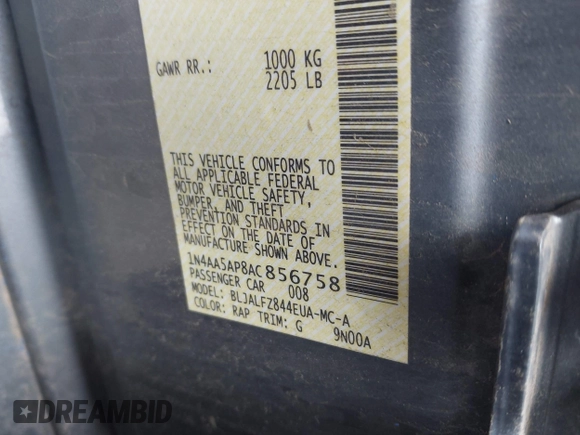 GAWR RR.: 1000 KG
2205 LB
THIS VEHICLE CONFORMS TO
ALL APPLICABLE FEDERAL
MOTOR VEHICLE SAFETY,
BUMPER, AND THEFT
PREVENTION STANDARDS IN
EFFECT ON THE DATE OF
MANUFACTURE SHOWN ABOVE.
1N4AA5AP8AC856758
PASSENGER CAR 008
MODEL: BLJALFZ844EUA-MC-A
COLOR: RAP TRIM: G 9N00A
DREAMBID